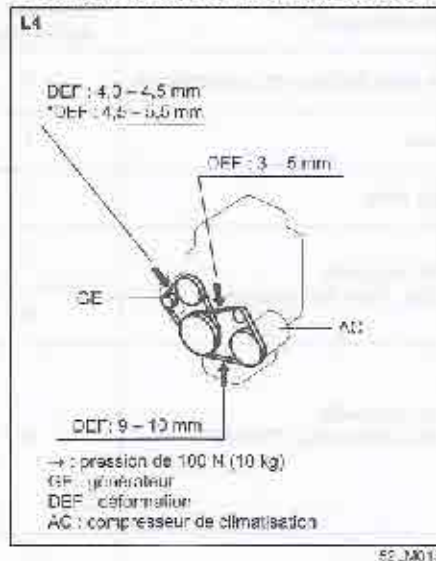 L4
DEF : 4,0 – 4,5 mm
*DEF : 4,5 – 5,5 mm
DEF : 3 – 5 mm
GE
AC
DEF: 9 – 10 mm
→ : pression de 100 N (10 kg)
GE : générateur
DEF : déformation
AC : compresseur de climatisation